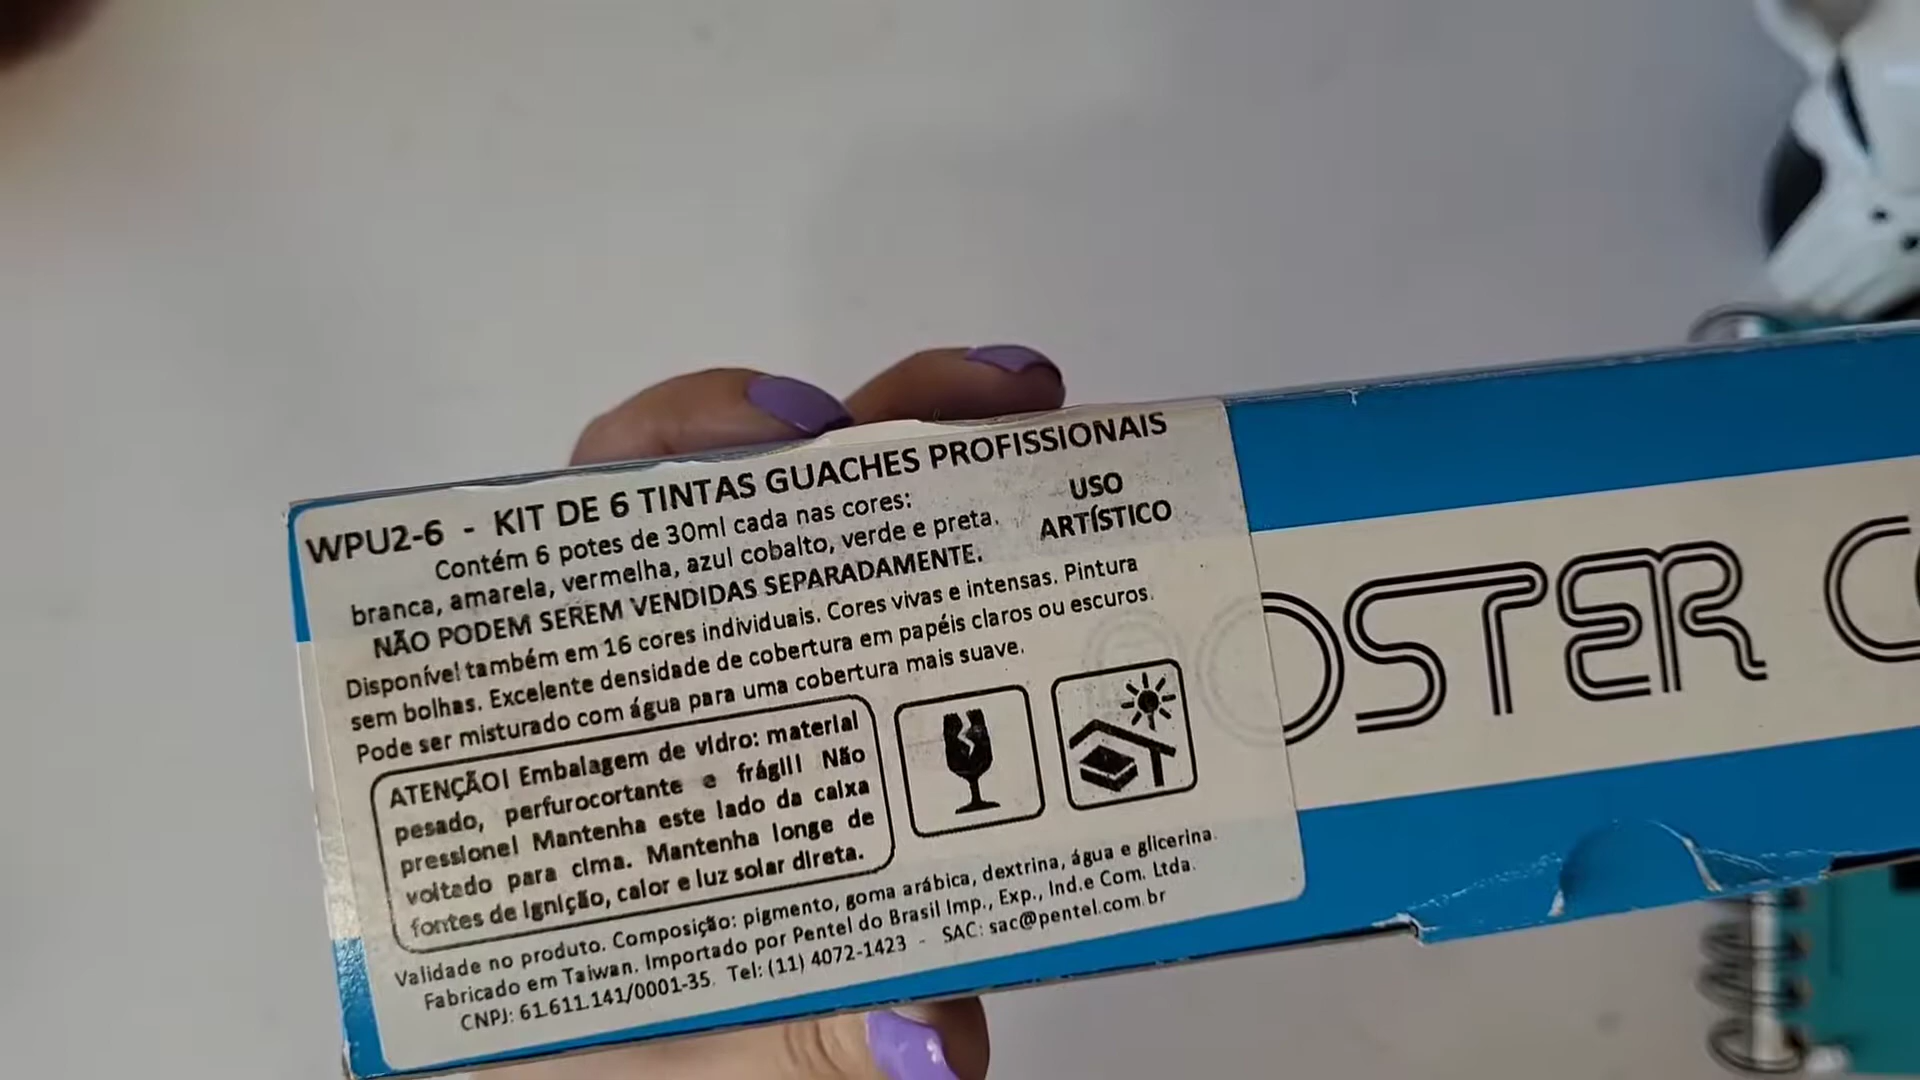 WPU2-6 - KIT DE 6 TINTAS GUACHES PROFISSIONAIS
Contém 6 potes de 30ml cada nas cores:
branca, amarela, vermelha, azul cobalto, verde e preta.
NÃO PODEM SEREM VENDIDAS SEPARADAMENTE.
USO
ARTÍSTICO
Disponível também em 16 cores individuais. Cores vivas e intensas. Pintura
sem bolhas. Excelente densidade de cobertura em papéis claros ou escuros.
Pode ser misturado com água para uma cobertura mais suave.
ATENÇÃO! Embalagem de vidro: material
pesado, perfurocortante e frágil! Não
pressione! Mantenha este lado da caixa
voltado para cima. Mantenha longe de
fontes de ignição, calor e luz solar direta.
Validade no produto. Composição: pigmento, goma arábica, dextrina, água e glicerina.
Fabricado em Taiwan. Importado por Pentel do Brasil Imp., Exp., Ind.e Com. Ltda.
CNPJ: 61.611.141/0001-35. Tel: (11) 4072-1423 - SAC: sac@pentel.com.br
OSTER C